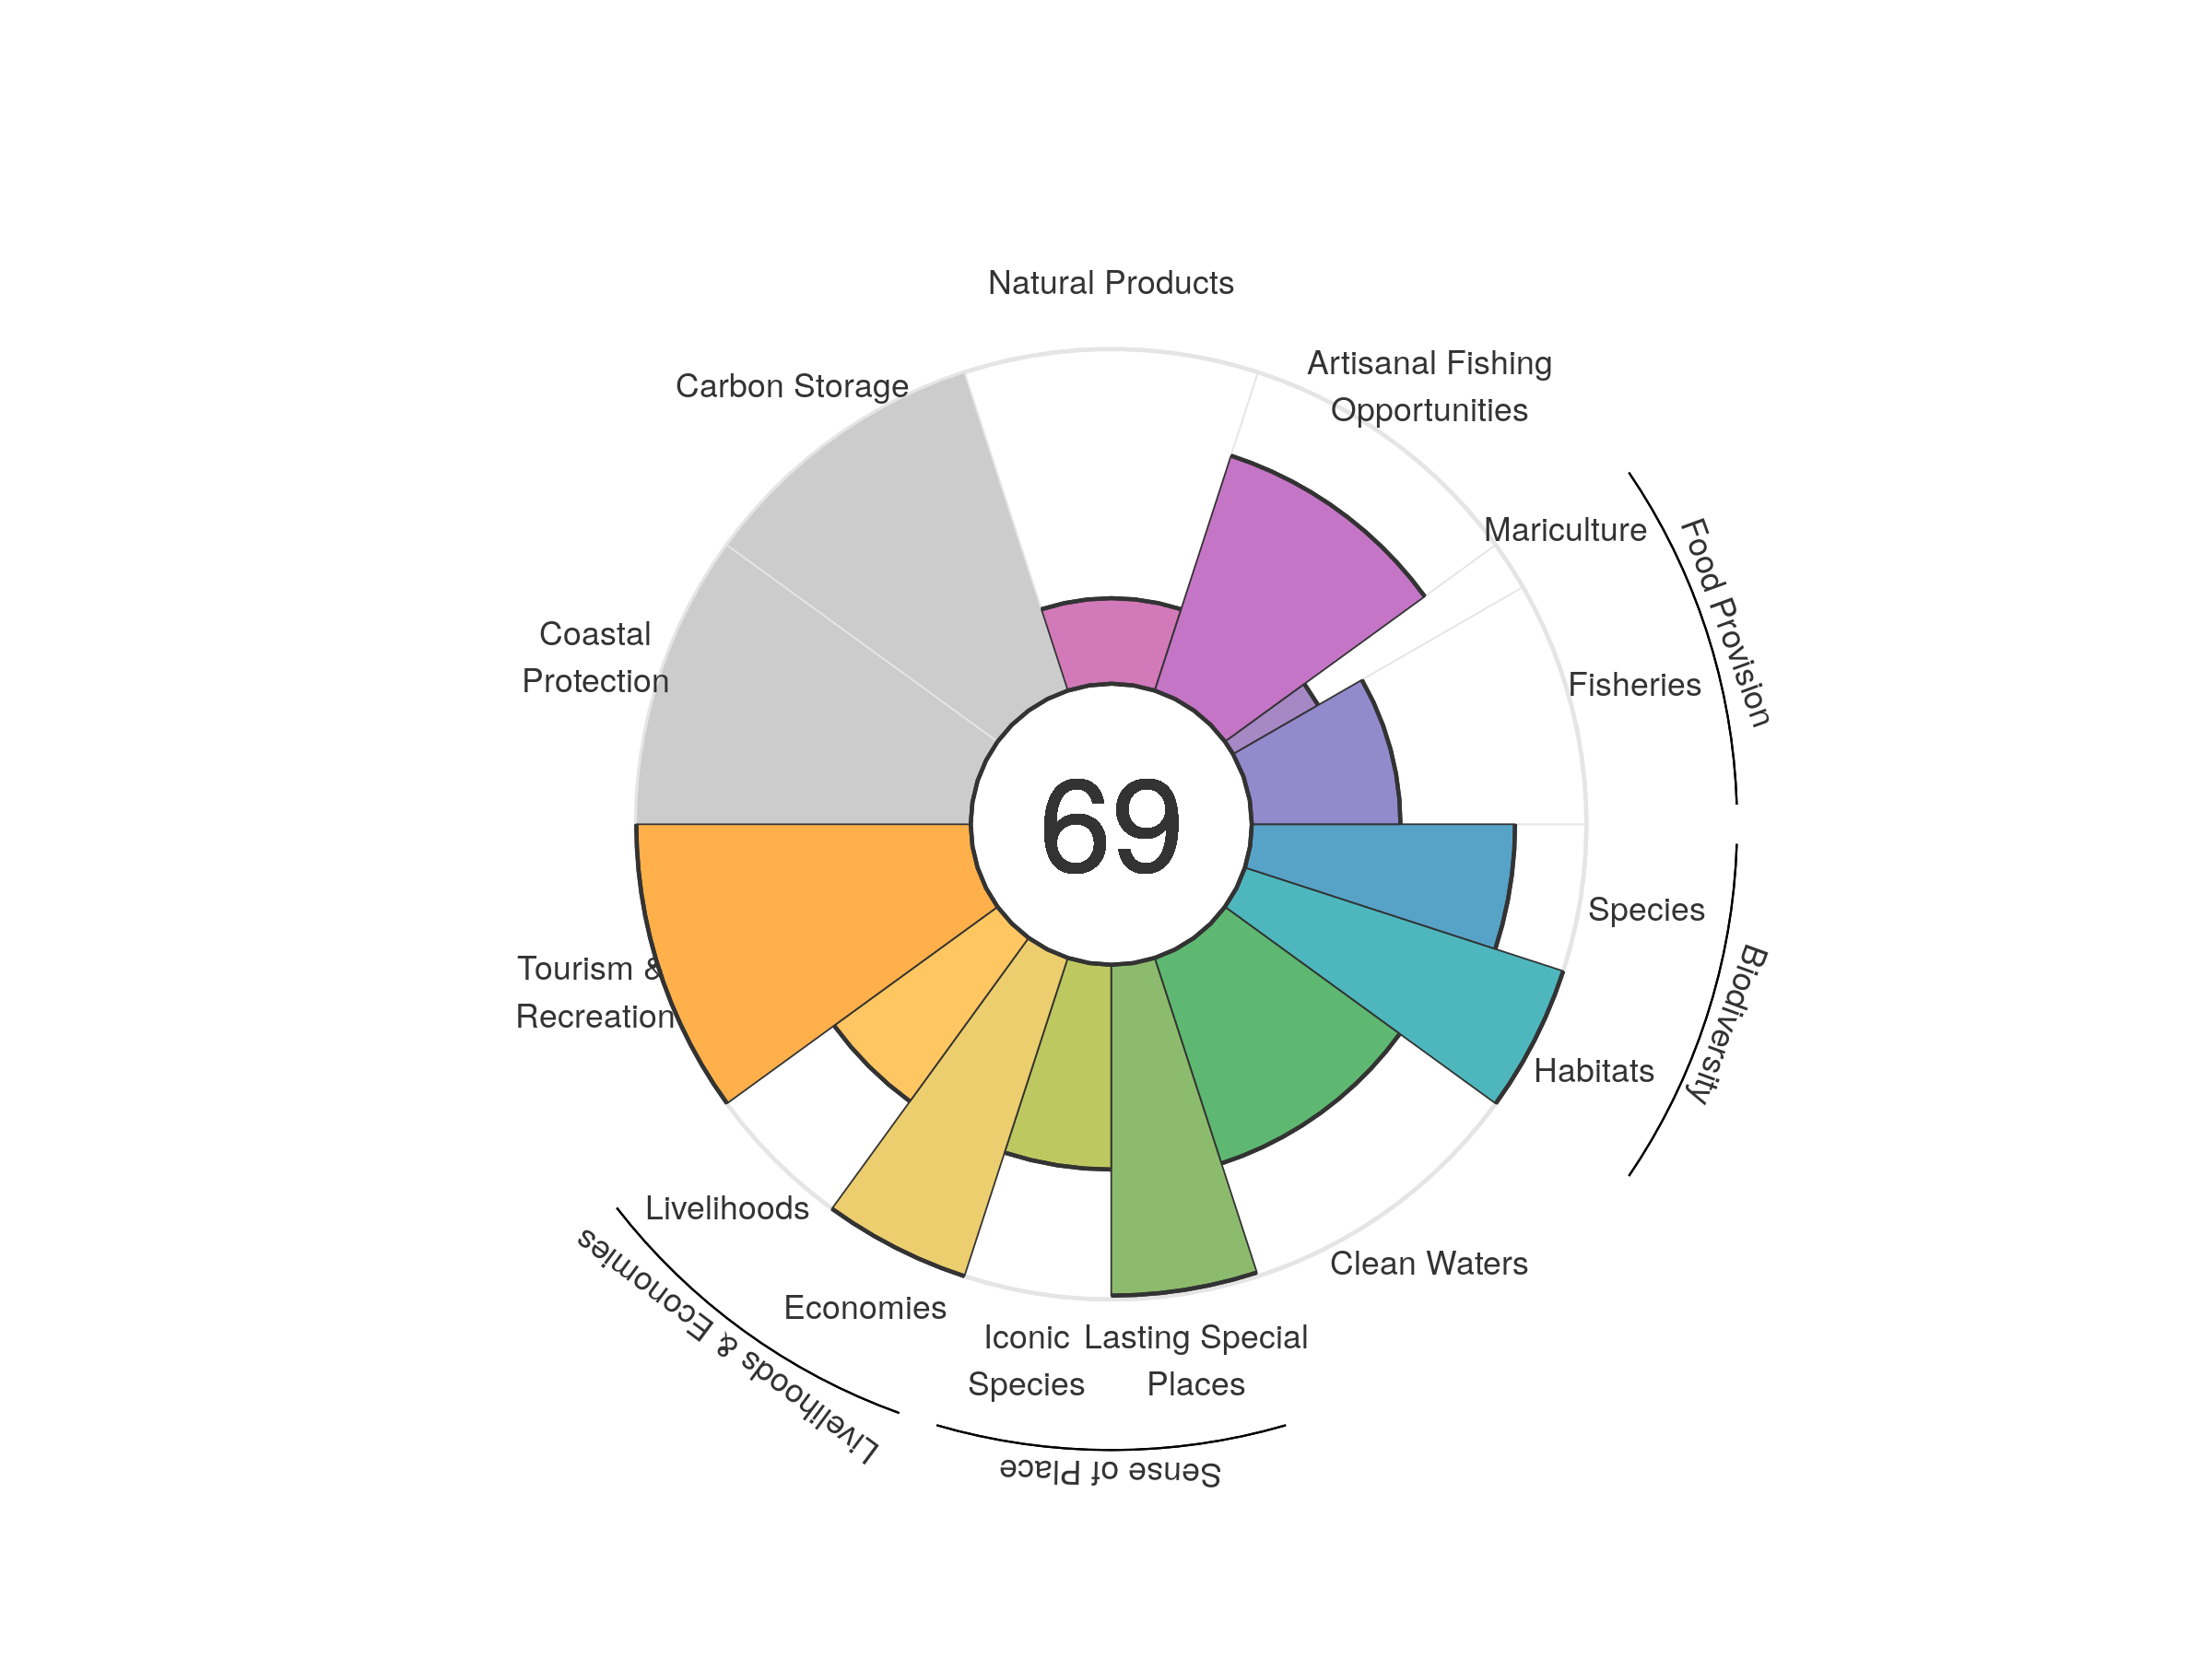 Natural Products
Artisanal Fishing
Opportunities
Carbon Storage
Mariculture
Food Provision
Coastal
Protection
Fisheries
69
Species
Biodiversity
Tourism &
Recreation
Habitats
Livelihoods
Clean Waters
Livelihoods & Economies
Economies
Iconic
Species
Lasting Special
Places
Sense of Place